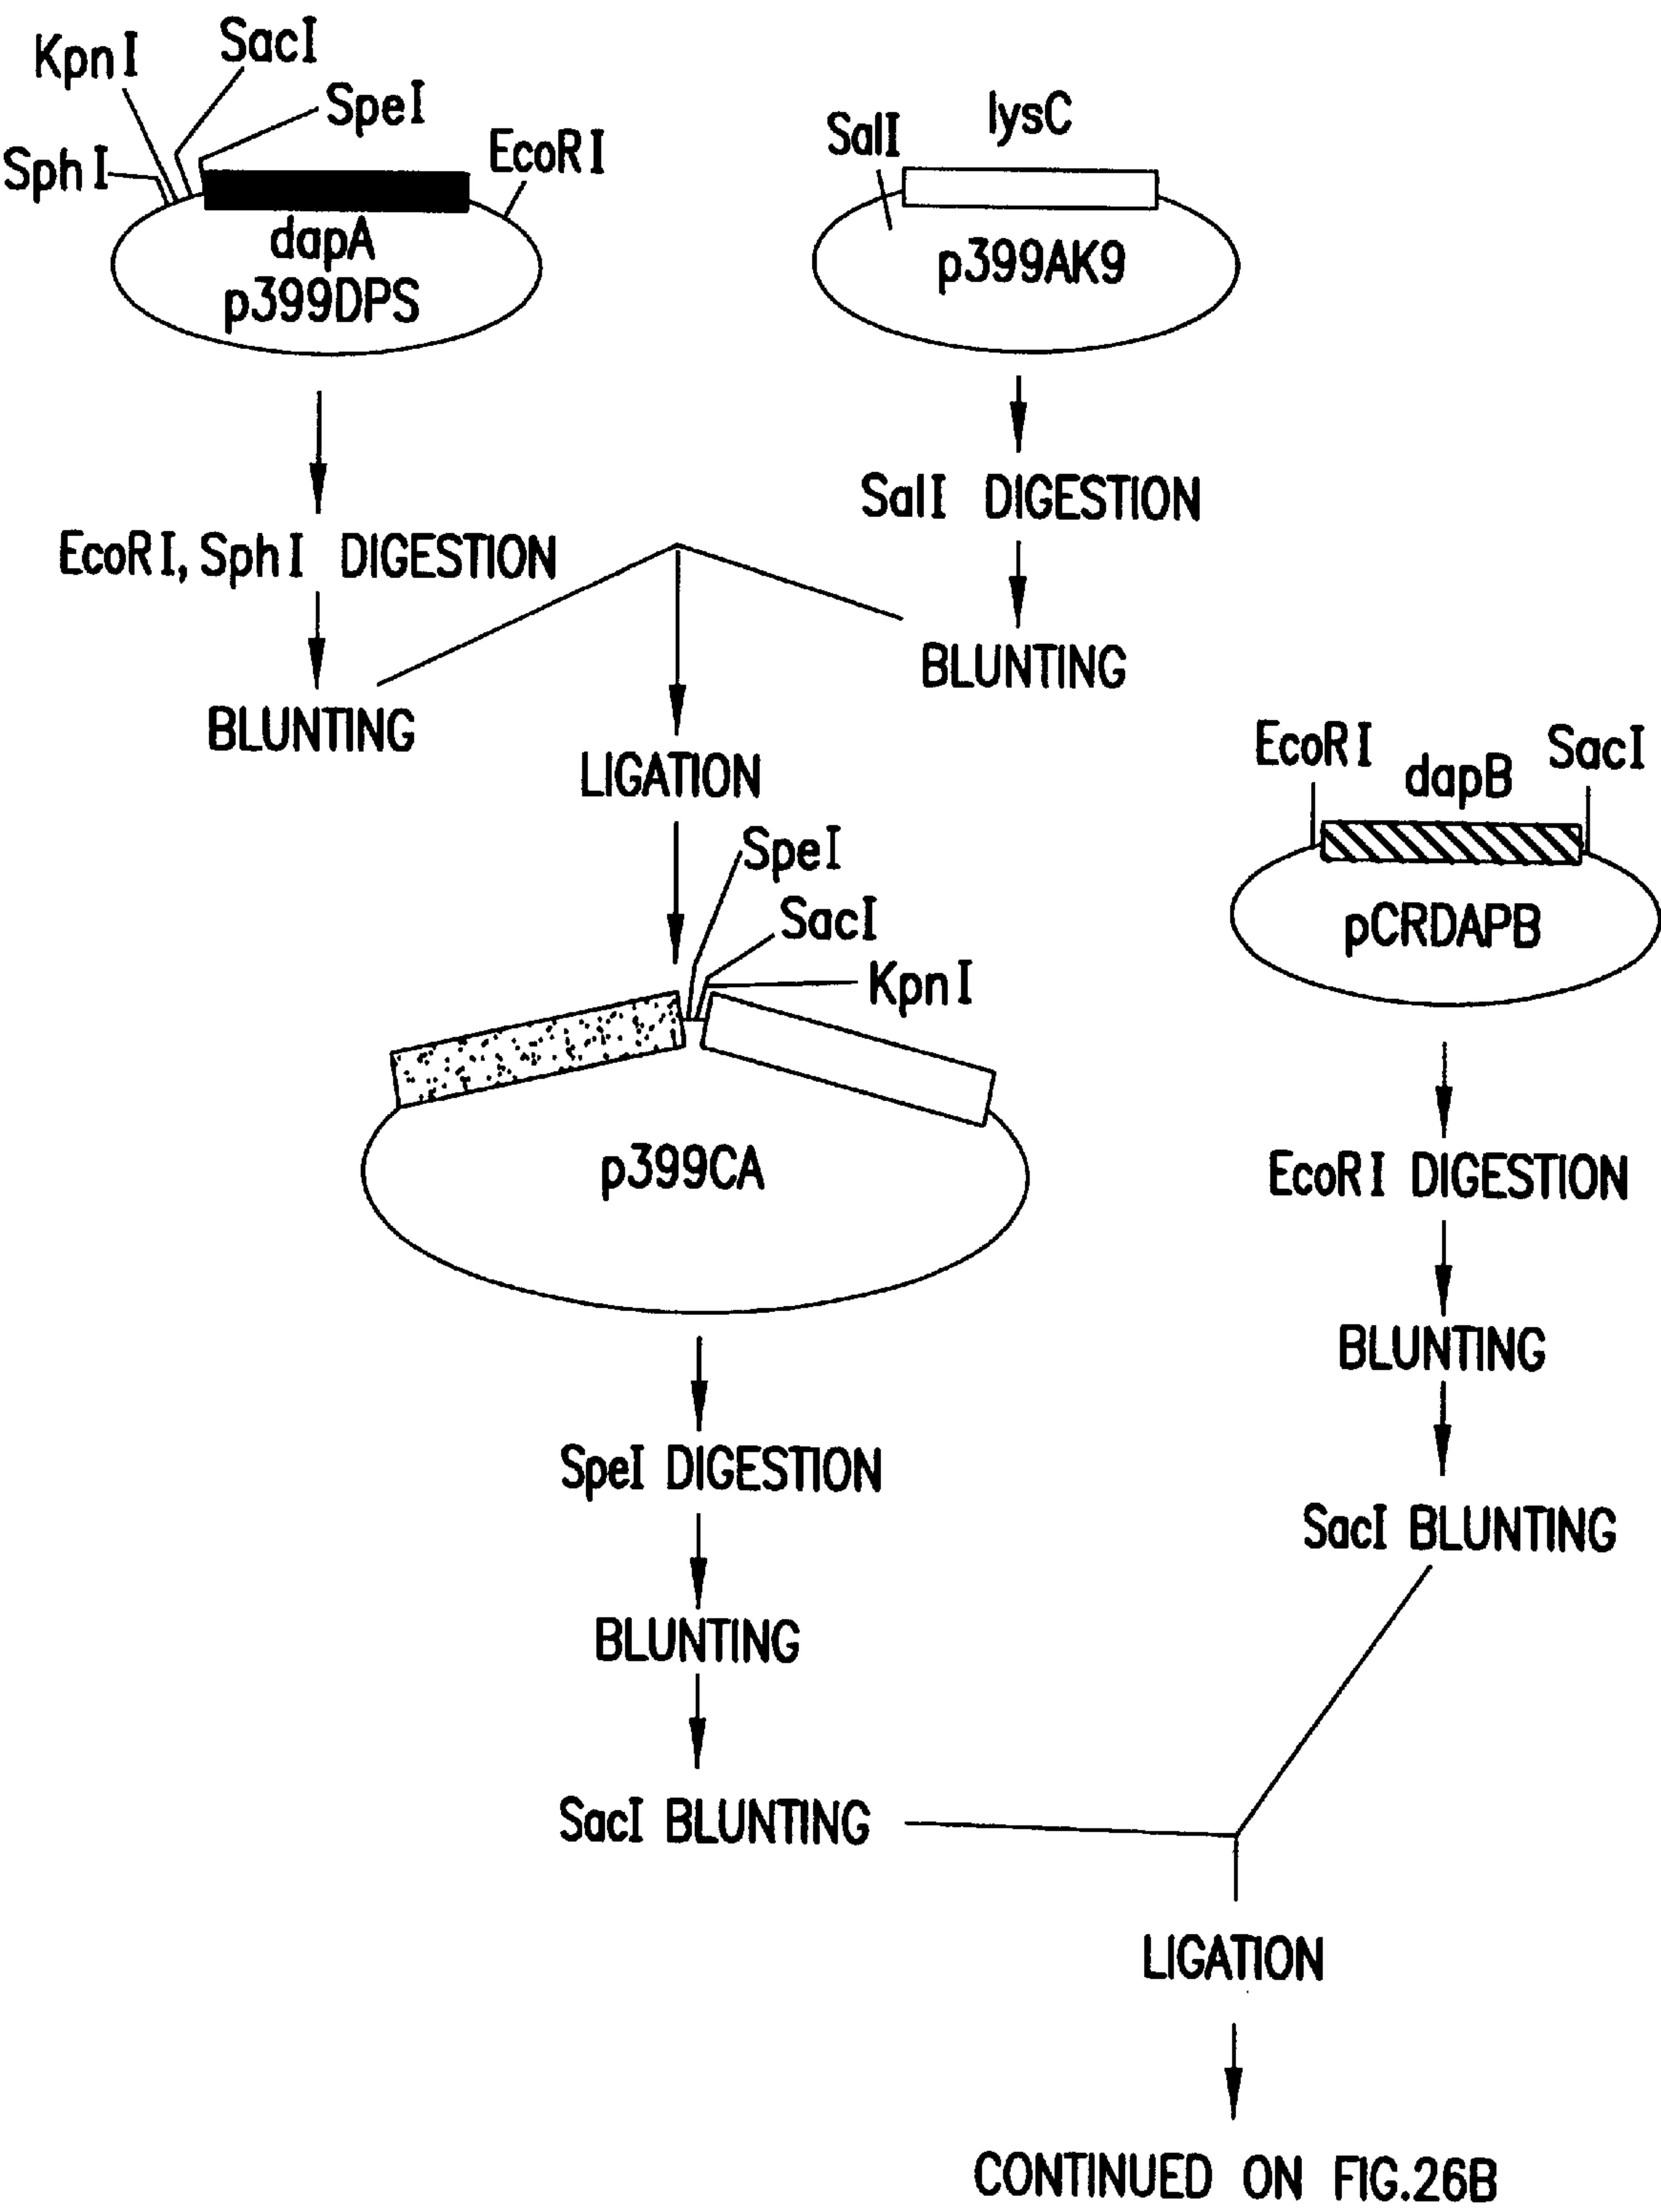 KpnI
SacI
SpeI
SphI
EcoRI
dapA
p399DPS
SalI
lysC
p399AK9
EcoRI, SphI DIGESTION
BLUNTING
SalI DIGESTION
BLUNTING
LIGATION
SpeI
SacI
KpnI
p399CA
EcoRI
dapB
SacI
pCRDAPB
EcoRI DIGESTION
BLUNTING
SacI BLUNTING
SpeI DIGESTION
BLUNTING
SacI BLUNTING
LIGATION
CONTINUED ON FIG.26B